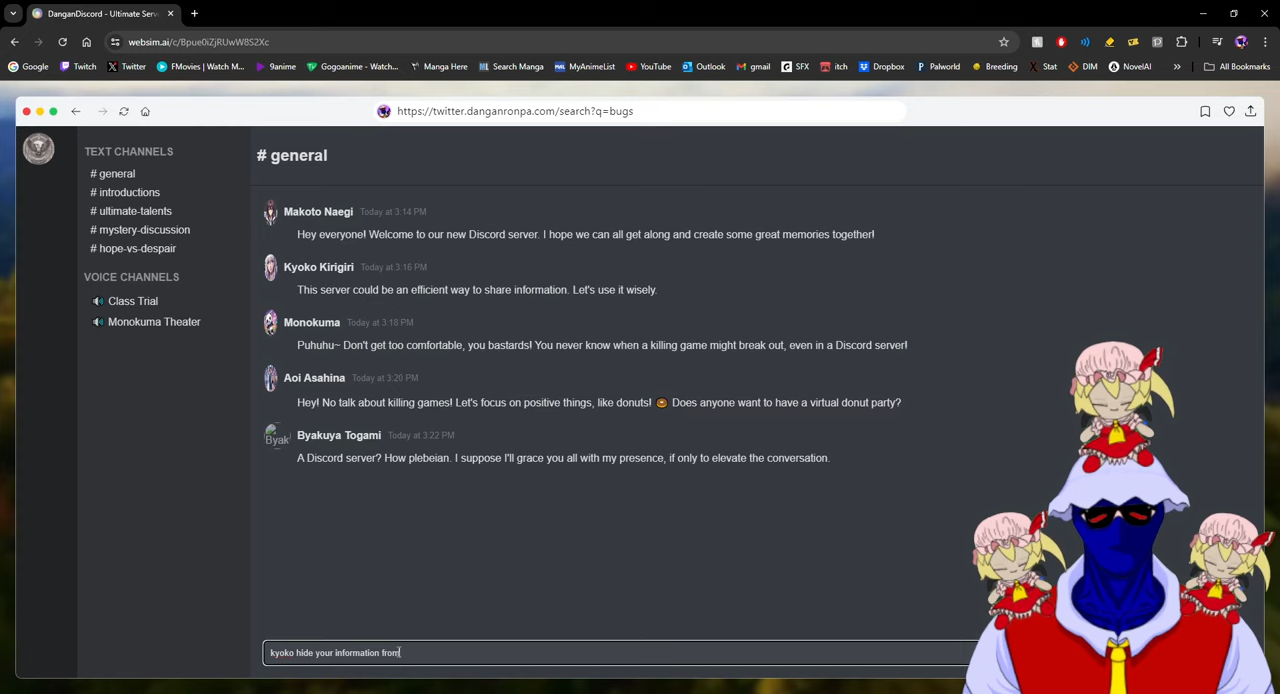 DanganDiscord - Ultimate Serv
websim.ai/c/Bpue0iZjRUwW8S2Xc
Google Twitch Twitter FMovies | Watch M... 9anime Gogoanime - Watch... Manga Here Search Manga MyAnimeList YouTube Outlook gmail SFX itch Dropbox Palworld Breeding Stat DIM NovelAI » All Bookmarks
https://twitter.danganronpa.com/search?q=bugs
TEXT CHANNELS
# general
# introductions
# ultimate-talents
# mystery-discussion
# hope-vs-despair
VOICE CHANNELS
Class Trial
Monokuma Theater
# general
Makoto Naegi Today at 3:14 PM
Hey everyone! Welcome to our new Discord server. I hope we can all get along and create some great memories together!
Kyoko Kirigiri Today at 3:16 PM
This server could be an efficient way to share information. Let's use it wisely.
Monokuma Today at 3:18 PM
Puhuhu~ Don't get too comfortable, you bastards! You never know when a killing game might break out, even in a Discord server!
Aoi Asahina Today at 3:20 PM
Hey! No talk about killing games! Let's focus on positive things, like donuts! 🍩 Does anyone want to have a virtual donut party?
Byak
Byakuya Togami Today at 3:22 PM
A Discord server? How plebeian. I suppose I'll grace you all with my presence, if only to elevate the conversation.
kyoko hide your information from